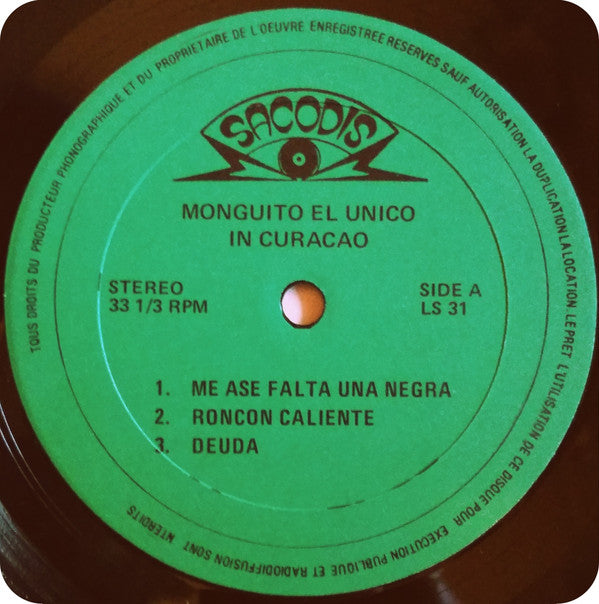 SACODIS
MONGUITO EL UNICO
IN CURACAO
STEREO
33 1/3 RPM
SIDE A
LS 31
1. ME ASE FALTA UNA NEGRA
2. RONCON CALIENTE
3. DEUDA
TOUS DROITS DU PRODUCTEUR PHONOGRAPHIQUE ET DU PROPRIETAIRE DE L'OEUVRE ENREGISTREE RESERVES SAUF AUTORISATION LA DUPLICATION LA LOCATION. LE PRET L'UTILISATION DE CE DISQUE POUR EXECUTION PUBLIQUE ET RADIODIFFUSION SONT NTERDITS